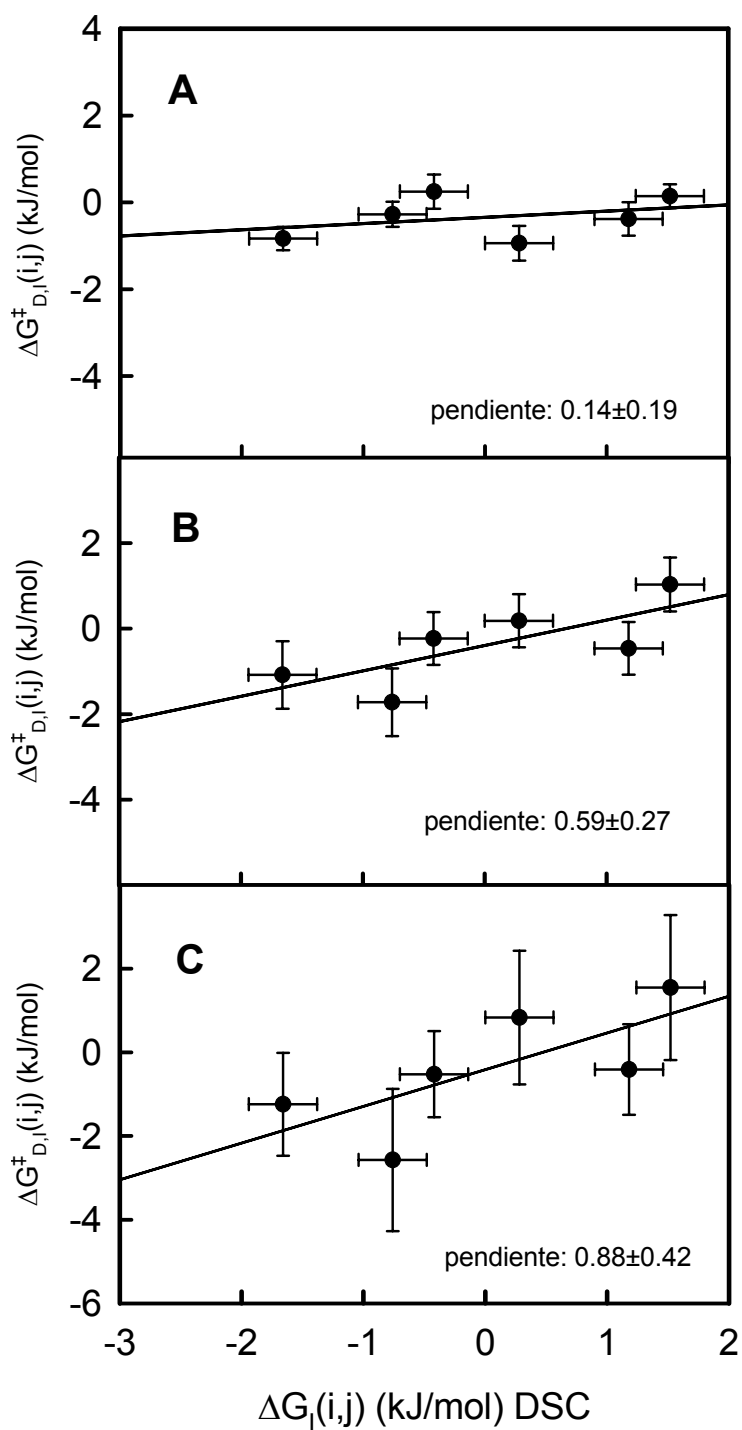 4
A
2
0
-2
-4
ΔG‡D,I(i,j) (kJ/mol)
pendiente: 0.14±0.19
B
2
0
-2
-4
ΔG‡D,I(i,j) (kJ/mol)
pendiente: 0.59±0.27
C
2
0
-2
-4
-6
ΔG‡D,I(i,j) (kJ/mol)
pendiente: 0.88±0.42
-3 -2 -1 0 1 2
ΔGI(i,j) (kJ/mol) DSC